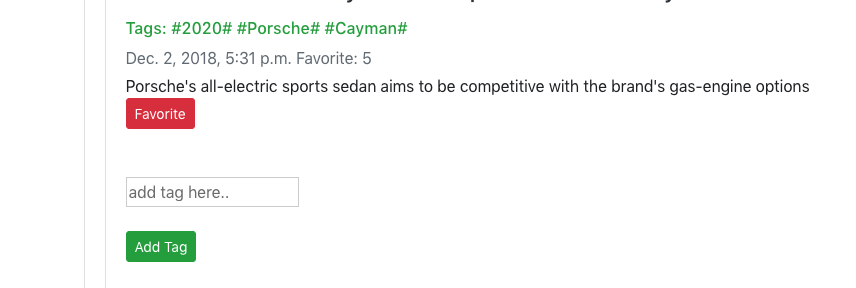 Tags: #2020# #Porsche# #Cayman#
Dec. 2, 2018, 5:31 p.m. Favorite: 5
Porsche's all-electric sports sedan aims to be competitive with the brand's gas-engine options
Favorite
add tag here..
Add Tag